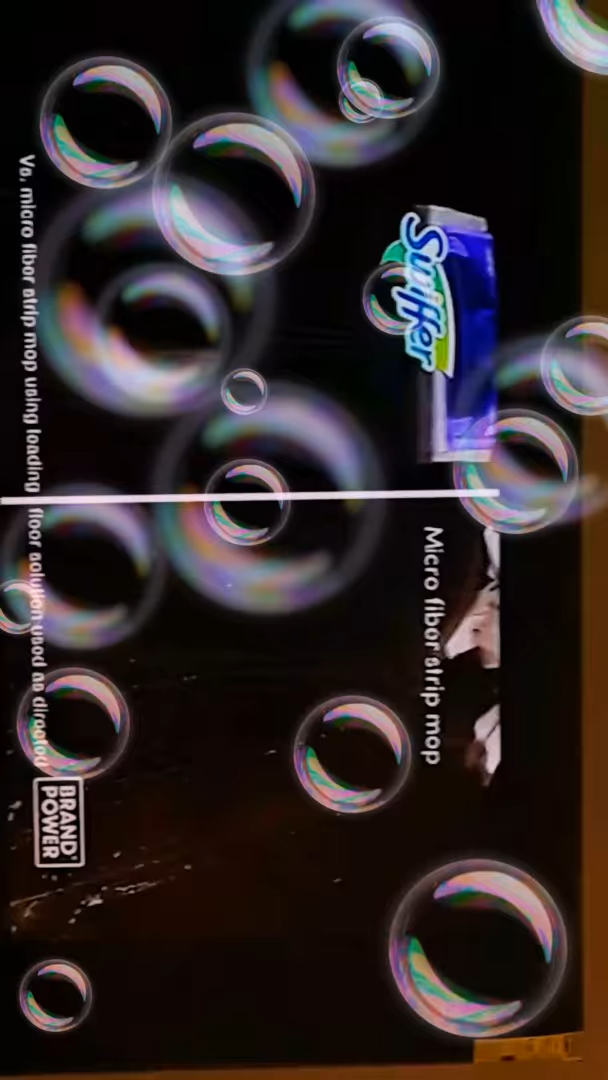 Swiffer
Micro fiber strip mop
Vs. micro fiber strip mop using leading floor solution used as directed
BRAND
POWER